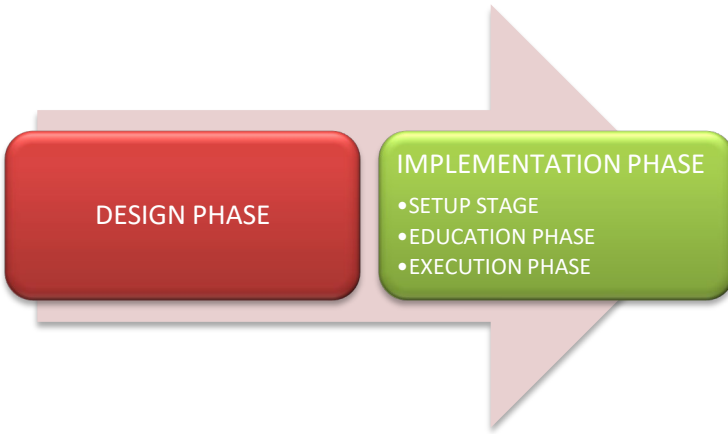 DESIGN PHASE
IMPLEMENTATION PHASE
•SETUP STAGE
•EDUCATION PHASE
•EXECUTION PHASE